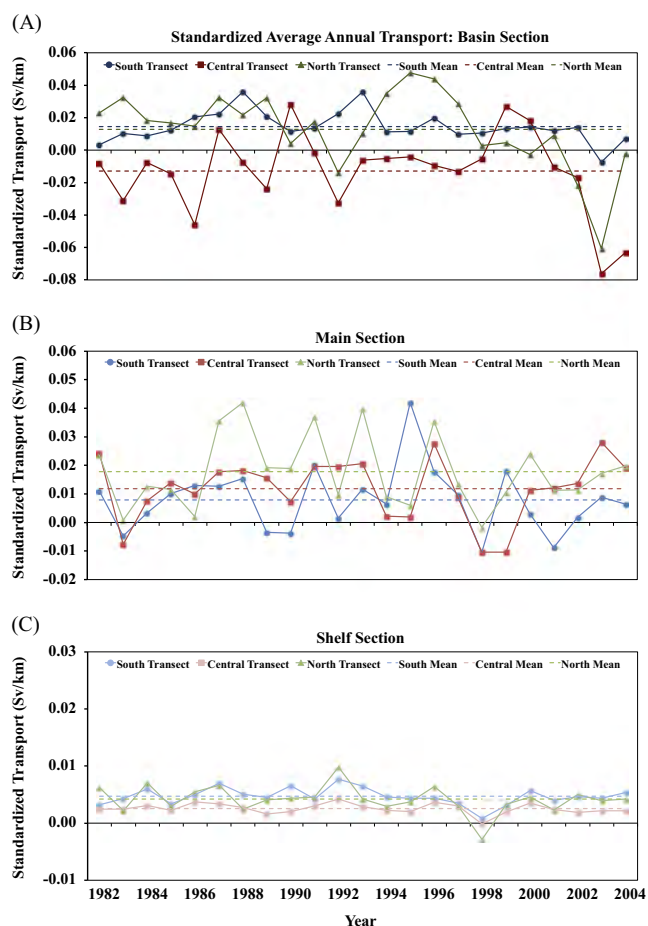 (A)
Standardized Average Annual Transport: Basin Section
South Transect Central Transect North Transect South Mean Central Mean North Mean
Standardized Transport (Sv/km)
0.06
0.04
0.02
0.00
-0.02
-0.04
-0.06
-0.08
(B)
Main Section
South Transect Central Transect North Transect South Mean Central Mean North Mean
Standardized Transport (Sv/km)
0.06
0.05
0.04
0.03
0.02
0.01
0.00
-0.01
-0.02
(C)
Shelf Section
South Transect Central Transect North Transect South Mean Central Mean North Mean
Standardized Transport (Sv/km)
0.03
0.02
0.01
0.00
-0.01
1982 1984 1986 1988 1990 1992 1994 1996 1998 2000 2002 2004
Year